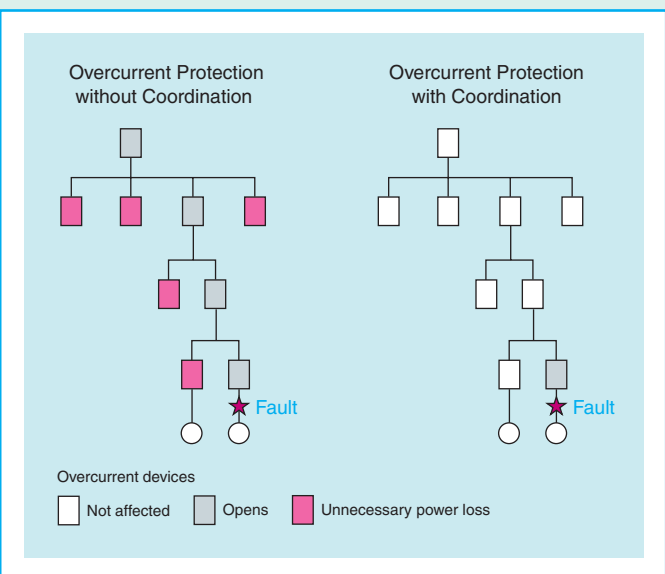 Overcurrent Protection
without Coordination
Overcurrent Protection
with Coordination
Fault
Fault
Overcurrent devices
Not affected
Opens
Unnecessary power loss